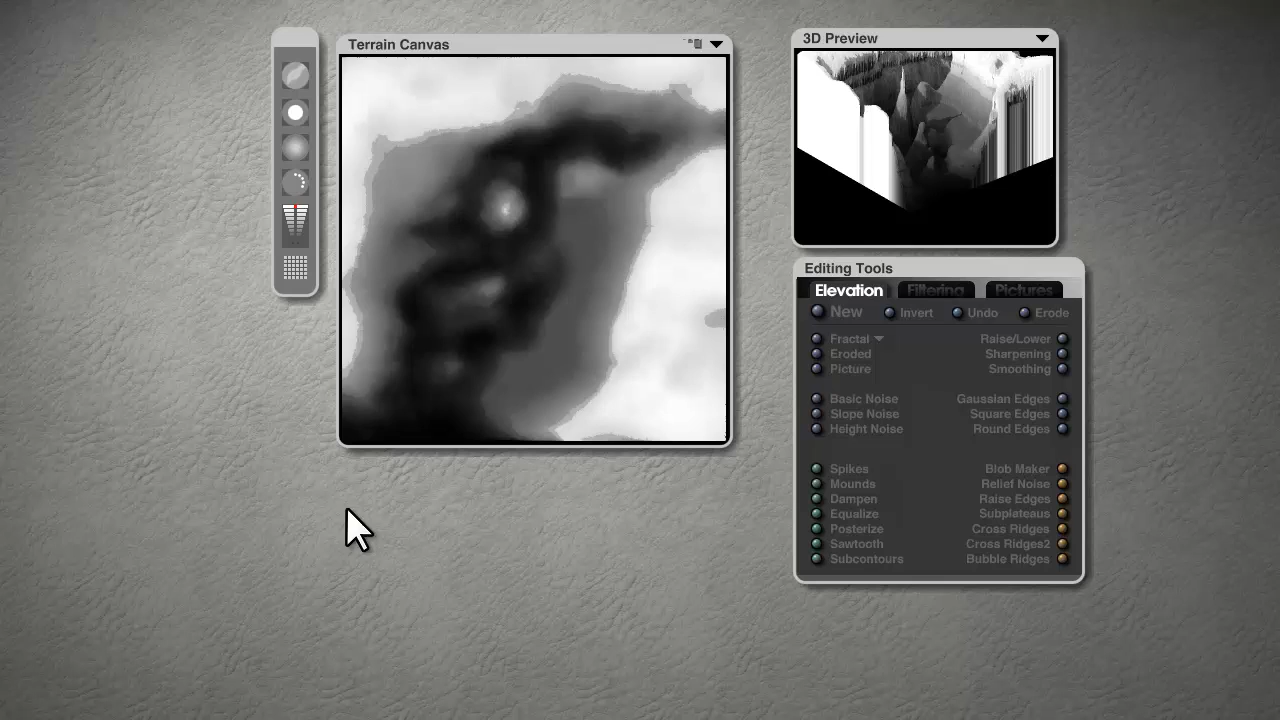 Terrain Canvas
3D Preview
Editing Tools
Elevation Filtering Pictures
New Invert Undo Erode
Fractal Raise/Lower
Eroded Sharpening
Picture Smoothing
Basic Noise Gaussian Edges
Slope Noise Square Edges
Height Noise Round Edges
Spikes Blob Maker
Mounds Relief Noise
Dampen Raise Edges
Equalize Subplateaus
Posterize Cross Ridges
Sawtooth Cross Ridges2
Subcontours Bubble Ridges